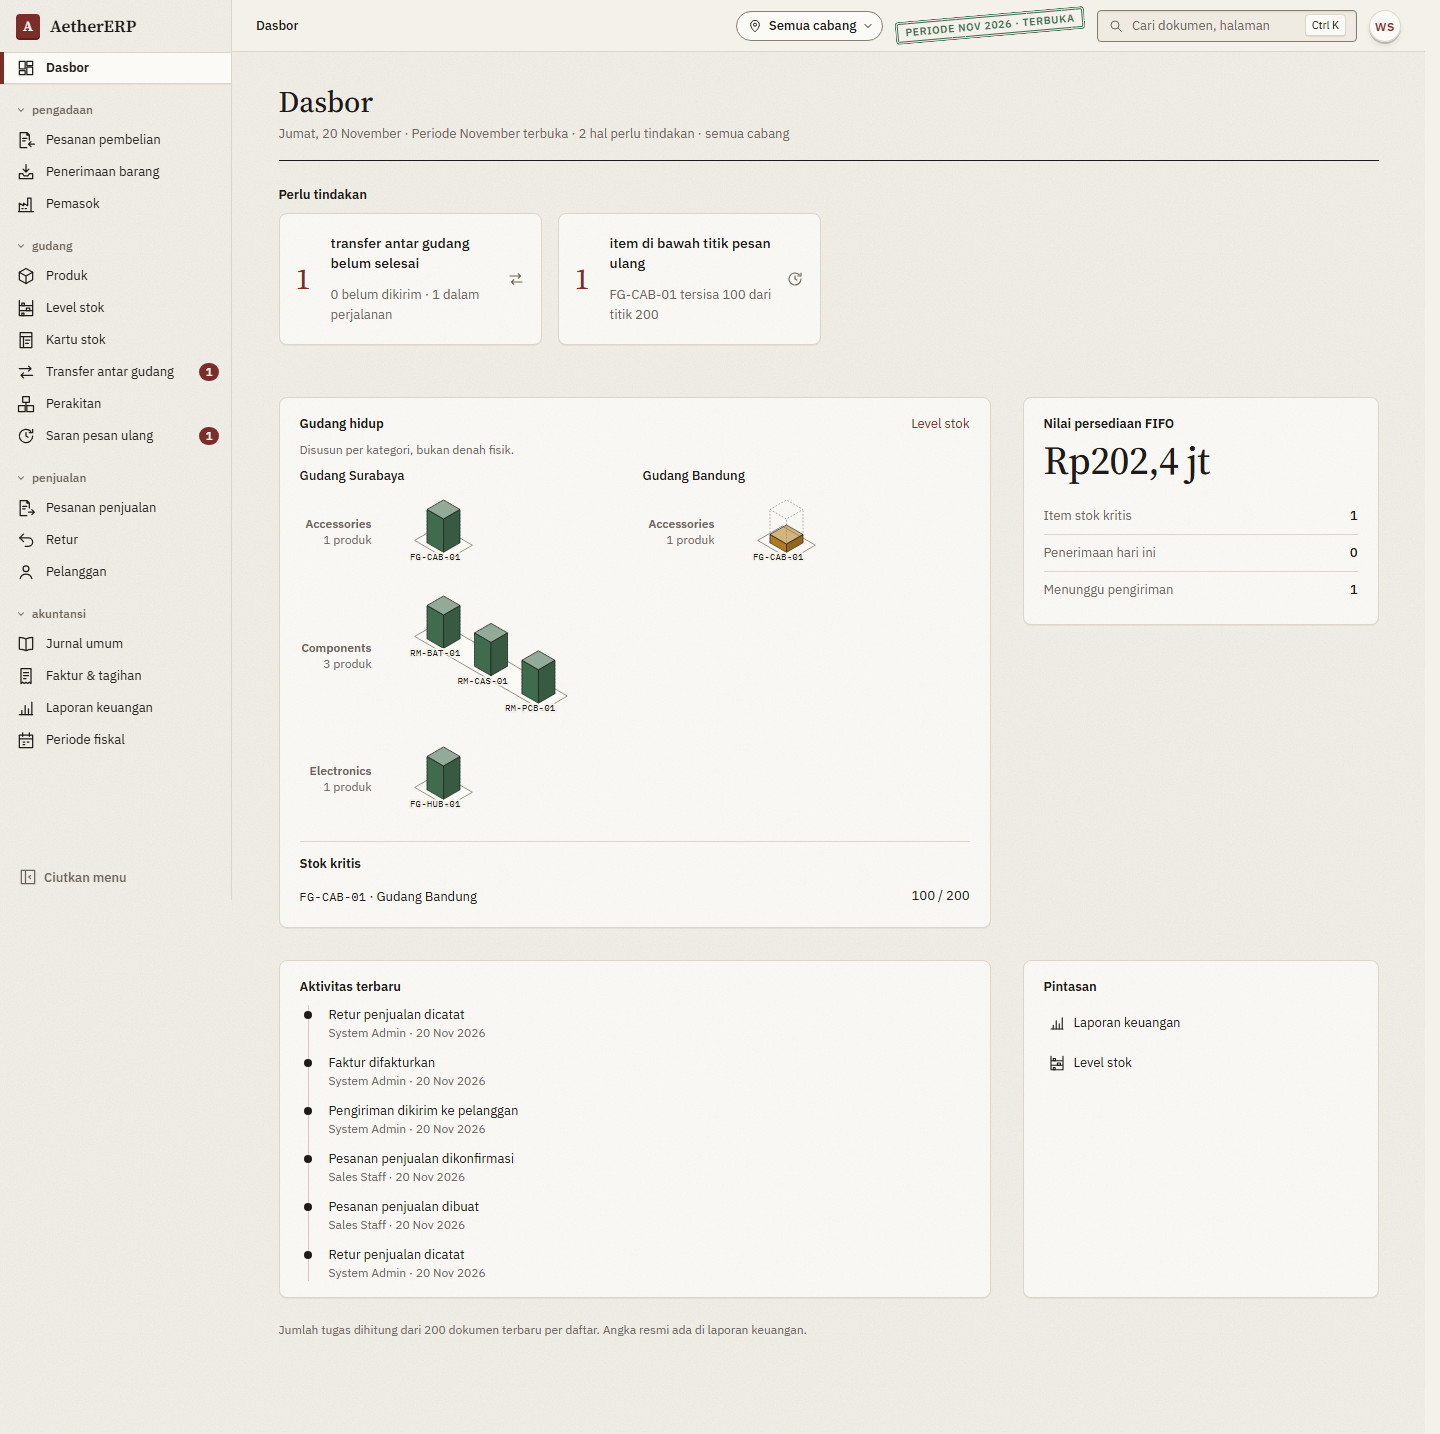 A AetherERP
Dasbor
Semua cabang
PERIODE NOV 2026 · TERBUKA
Cari dokumen, halaman
Ctrl K
WS
Dasbor
pengadaan
Pesanan pembelian
Penerimaan barang
Pemasok
gudang
Produk
Level stok
Kartu stok
Transfer antar gudang 1
Perakitan
Saran pesan ulang 1
penjualan
Pesanan penjualan
Retur
Pelanggan
akuntansi
Jurnal umum
Faktur & tagihan
Laporan keuangan
Periode fiskal
Ciutkan menu
Dasbor
Jumat, 20 November · Periode November terbuka · 2 hal perlu tindakan · semua cabang
Perlu tindakan
1
transfer antar gudang
belum selesai
0 belum dikirim · 1 dalam
perjalanan
1
item di bawah titik pesan
ulang
FG-CAB-01 tersisa 100 dari
titik 200
Gudang hidup
Level stok
Disusun per kategori, bukan denah fisik.
Gudang Surabaya
Accessories
1 produk
FG-CAB-01
Components
3 produk
RM-BAT-01
RM-CAS-01
RM-PCB-01
Electronics
1 produk
FG-HUB-01
Gudang Bandung
Accessories
1 produk
FG-CAB-01
Stok kritis
FG-CAB-01 · Gudang Bandung 100 / 200
Nilai persediaan FIFO
Rp202,4 jt
Item stok kritis 1
Penerimaan hari ini 0
Menunggu pengiriman 1
Aktivitas terbaru
Retur penjualan dicatat
System Admin · 20 Nov 2026
Faktur difakturkan
System Admin · 20 Nov 2026
Pengiriman dikirim ke pelanggan
System Admin · 20 Nov 2026
Pesanan penjualan dikonfirmasi
Sales Staff · 20 Nov 2026
Pesanan penjualan dibuat
Sales Staff · 20 Nov 2026
Retur penjualan dicatat
System Admin · 20 Nov 2026
Pintasan
Laporan keuangan
Level stok
Jumlah tugas dihitung dari 200 dokumen terbaru per daftar. Angka resmi ada di laporan keuangan.